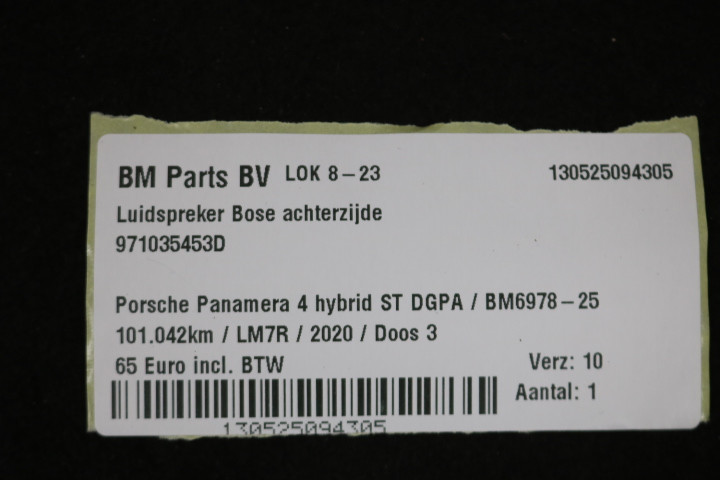 BM Parts BV LOK 8-23 130525094305
Luidspreker Bose achterzijde
971035453D
Porsche Panamera 4 hybrid ST DGPA / BM6978-25
101.042km / LM7R / 2020 / Doos 3
65 Euro incl. BTW Verz: 10
Aantal: 1
130525094305